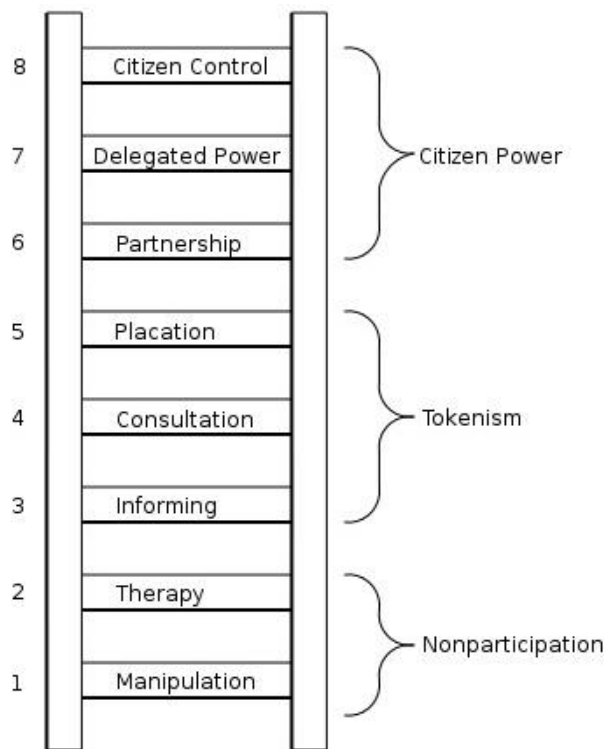 8 Citizen Control
7 Delegated Power Citizen Power
6 Partnership
5 Placation
4 Consultation Tokenism
3 Informing
2 Therapy
Nonparticipation
1 Manipulation